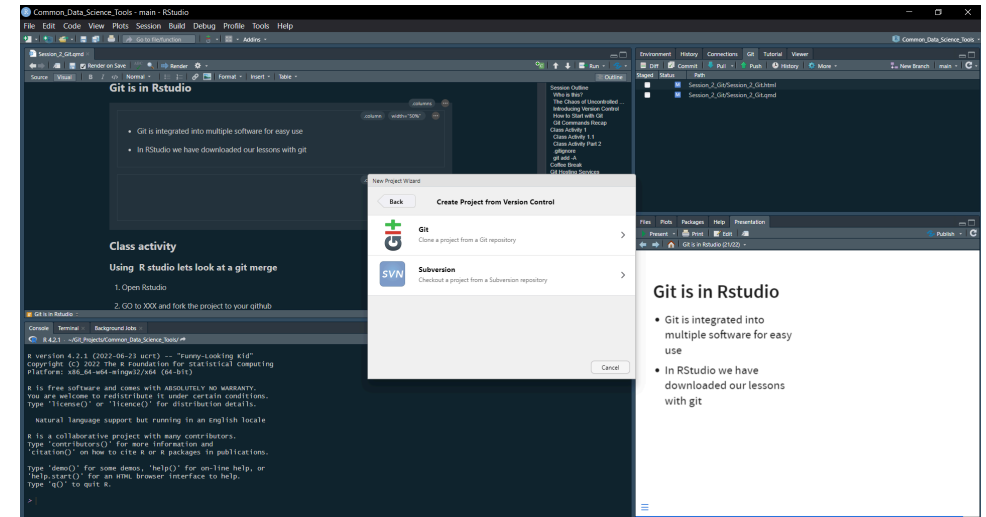 Common_Data_Science_Tools - main - RStudio
File Edit Code View Plots Session Build Debug Profile Tools Help
Go to file/function
Addins
Common_Data_Science_Tools
Session_2_Git.qmd
Render on Save
Render
Run
Source Visual
B I
Normal
Format
Insert
Table
Outline
Git is in Rstudio
.columns
.column width="50%"
• Git is integrated into multiple software for easy use
• In RStudio we have downloaded our lessons with git
Class activity
Using R studio lets look at a git merge
1. Open Rstudio
2. GO to XXX and fork the project to your github
Git is in Rstudio
Session Outline
Who is this?
The Chaos of Uncontrolled ...
Introducing Version Control
How to Start with Git
Git Commands Recap
Class Activity 1
Class Activity 1.1
Class Activity Part 2
.gitignore
git add -A
Coffee Break
Git Hosting Services
New Project Wizard
Back
Create Project from Version Control
Git
Clone a project from a Git repository
SVN
Subversion
Checkout a project from a Subversion repository
Cancel
Console Terminal Background Jobs
R 4.2.1 · ~/Git_Projects/Common_Data_Science_Tools/
R version 4.2.1 (2022-06-23 ucrt) -- "Funny-Looking Kid"
Copyright (C) 2022 The R Foundation for Statistical Computing
Platform: x86_64-w64-mingw32/x64 (64-bit)
R is free software and comes with ABSOLUTELY NO WARRANTY.
You are welcome to redistribute it under certain conditions.
Type 'license()' or 'licence()' for distribution details.
Natural language support but running in an English locale
R is a collaborative project with many contributors.
Type 'contributors()' for more information and
'citation()' on how to cite R or R packages in publications.
Type 'demo()' for some demos, 'help()' for on-line help, or
'help.start()' for an HTML browser interface to help.
Type 'q()' to quit R.
>
Environment History Connections Git Tutorial Viewer
Diff Commit Pull Push History More New Branch main
Staged Status Path
M Session_2_Git/Session_2_Git.html
M Session_2_Git/Session_2_Git.qmd
Files Plots Packages Help Presentation
Present Print Edit Publish
Git is in Rstudio (21/22)
Git is in Rstudio
• Git is integrated into
multiple software for easy
use
• In RStudio we have
downloaded our lessons
with git